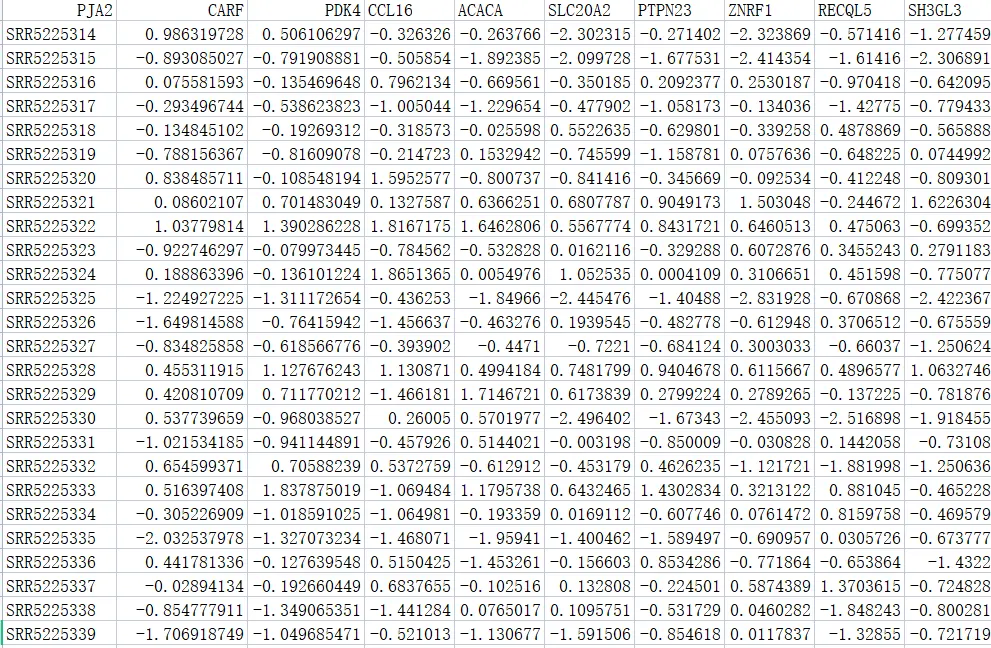 PJA2 CARF PDK4 CCL16 ACACA SLC20A2 PTPN23 ZNRF1 RECQL5 SH3GL3
SRR5225314 0.986319728 0.506106297 -0.326326 -0.263766 -2.302315 -0.271402 -2.323869 -0.571416 -1.277459
SRR5225315 -0.893085027 -0.791908881 -0.505854 -1.892385 -2.099728 -1.677531 -2.414354 -1.61416 -2.306891
SRR5225316 0.075581593 -0.135469648 0.7962134 -0.669561 -0.350185 0.2092377 0.2530187 -0.970418 -0.642095
SRR5225317 -0.293496744 -0.538623823 -1.005044 -1.229654 -0.477902 -1.058173 -0.134036 -1.42775 -0.779433
SRR5225318 -0.134845102 -0.19269312 -0.318573 -0.025598 0.5522635 -0.629801 -0.339258 0.4878869 -0.565888
SRR5225319 -0.788156367 -0.81609078 -0.214723 0.1532942 -0.745599 -1.158781 0.0757636 -0.648225 0.0744992
SRR5225320 0.838485711 -0.108548194 1.5952577 -0.800737 -0.841416 -0.345669 -0.092534 -0.412248 -0.809301
SRR5225321 0.08602107 0.701483049 0.1327587 0.6366251 0.6807787 0.9049173 1.503048 -0.244672 1.6226304
SRR5225322 1.03779814 1.390286228 1.8167175 1.6462806 0.5567774 0.8431721 0.6460513 0.475063 -0.699352
SRR5225323 -0.922746297 -0.079973445 -0.784562 -0.532828 0.0162116 -0.329288 0.6072876 0.3455243 0.2791183
SRR5225324 0.188863396 -0.136101224 1.8651365 0.0054976 1.052535 0.0004109 0.3106651 0.451598 -0.775077
SRR5225325 -1.224927225 -1.311172654 -0.436253 -1.84966 -2.445476 -1.40488 -2.831928 -0.670868 -2.422367
SRR5225326 -1.649814588 -0.76415942 -1.456637 -0.463276 0.1939545 -0.482778 -0.612948 0.3706512 -0.675559
SRR5225327 -0.834825858 -0.618566776 -0.393902 -0.4471 -0.7221 -0.684124 0.3003033 -0.66037 -1.250624
SRR5225328 0.455311915 1.127676243 1.130871 0.4994184 0.7481799 0.9404678 0.6115667 0.4896577 1.0632746
SRR5225329 0.420810709 0.711770212 -1.466181 1.7146721 0.6173839 0.2799224 0.2789265 -0.137225 -0.781876
SRR5225330 0.537739659 -0.968038527 0.26005 0.5701977 -2.496402 -1.67343 -2.455093 -2.516898 -1.918455
SRR5225331 -1.021534185 -0.941144891 -0.457926 0.5144021 -0.003198 -0.850009 -0.030828 0.1442058 -0.73108
SRR5225332 0.654599371 0.70588239 0.5372759 -0.612912 -0.453179 0.4626235 -1.121721 -1.881998 -1.250636
SRR5225333 0.516397408 1.837875019 -1.069484 1.1795738 0.6432465 1.4302834 0.3213122 0.881045 -0.465228
SRR5225334 -0.305226909 -1.018591025 -1.064981 -0.193359 0.0169112 -0.607746 0.0761472 0.8159758 -0.469579
SRR5225335 -2.032537978 -1.327073234 -1.468071 -1.95941 -1.400462 -1.589497 -0.690957 0.0305726 -0.673777
SRR5225336 0.441781336 -0.127639548 0.5150425 -1.453261 -0.156603 0.8534286 -0.771864 -0.653864 -1.4322
SRR5225337 -0.02894134 -0.192660449 0.6837655 -0.102516 0.132808 -0.224501 0.5874389 1.3703615 -0.724828
SRR5225338 -0.854777911 -1.349065351 -1.441284 0.0765017 0.1095751 -0.531729 0.0460282 -1.848243 -0.800281
SRR5225339 -1.706918749 -1.049685471 -0.521013 -1.130677 -1.591506 -0.854618 0.0117837 -1.32855 -0.721719